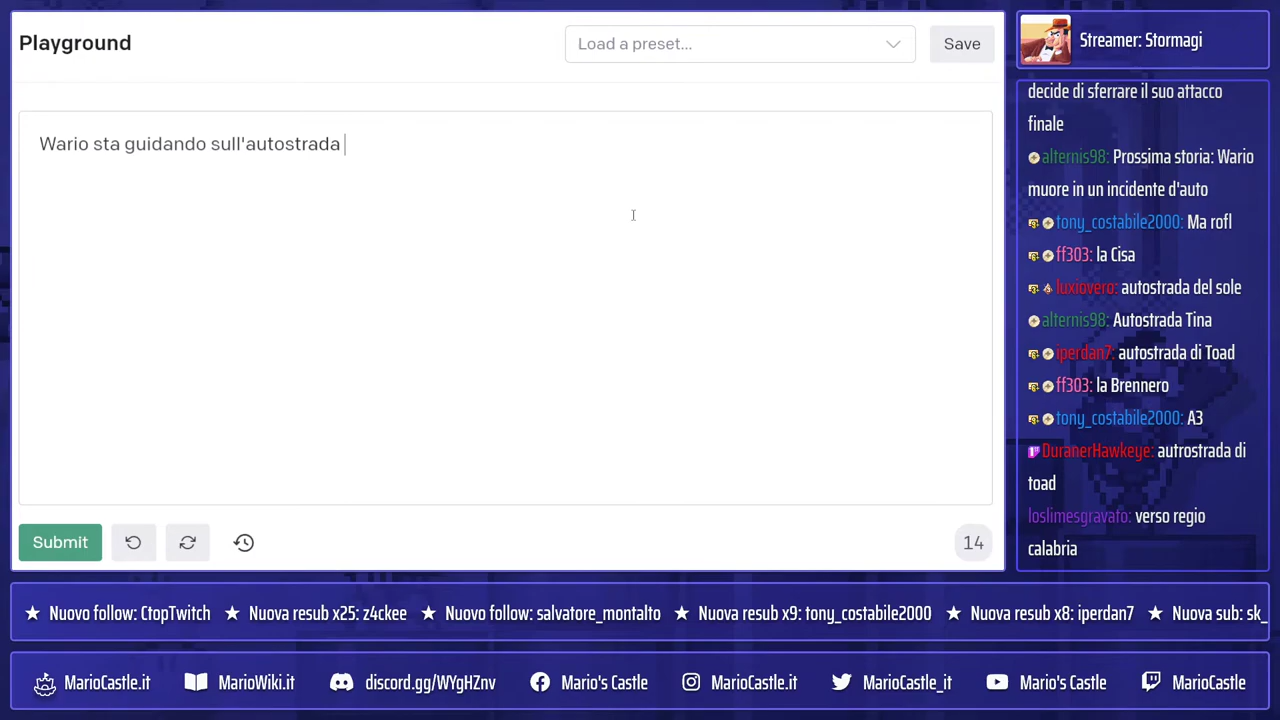 Playground
Load a preset...
Save
Wario sta guidando sull'autostrada
Submit
14
Streamer: Stormagi
decide di sferrare il suo attacco
finale
alternis98: Prossima storia: Wario
muore in un incidente d'auto
tony_costabile2000: Ma rofl
ff303: la Cisa
luxiovero: autostrada del sole
alternis98: Autostrada Tina
iperdan7: autostrada di Toad
ff303: la Brennero
tony_costabile2000: A3
DuranerHawkeye: autrostrada di
toad
loslimesgravato: verso regio
calabria
★ Nuovo follow: CtopTwitch ★ Nuova resub x25: z4ckee ★ Nuovo follow: salvatore_montalto ★ Nuova resub x9: tony_costabile2000 ★ Nuova resub x8: iperdan7 ★ Nuova sub: sk_
MarioCastle.it MarioWiki.it discord.gg/WYgHZnv Mario's Castle MarioCastle.it MarioCastle_it Mario's Castle MarioCastle